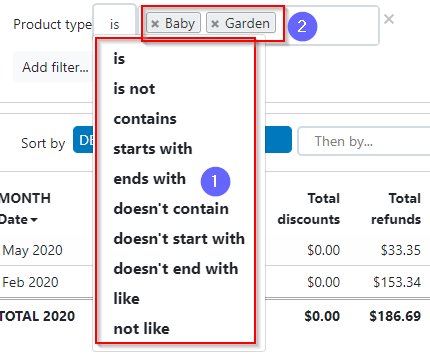 Product type is × Baby × Garden 2 ×
Add filter...
is
is not
contains
starts with
ends with 1
doesn't contain
doesn't start with
doesn't end with
like
not like
Sort by Then by...
MONTH Total Total
Date discounts refunds
May 2020 $0.00 $33.35
Feb 2020 $0.00 $153.34
TOTAL 2020 $0.00 $186.69